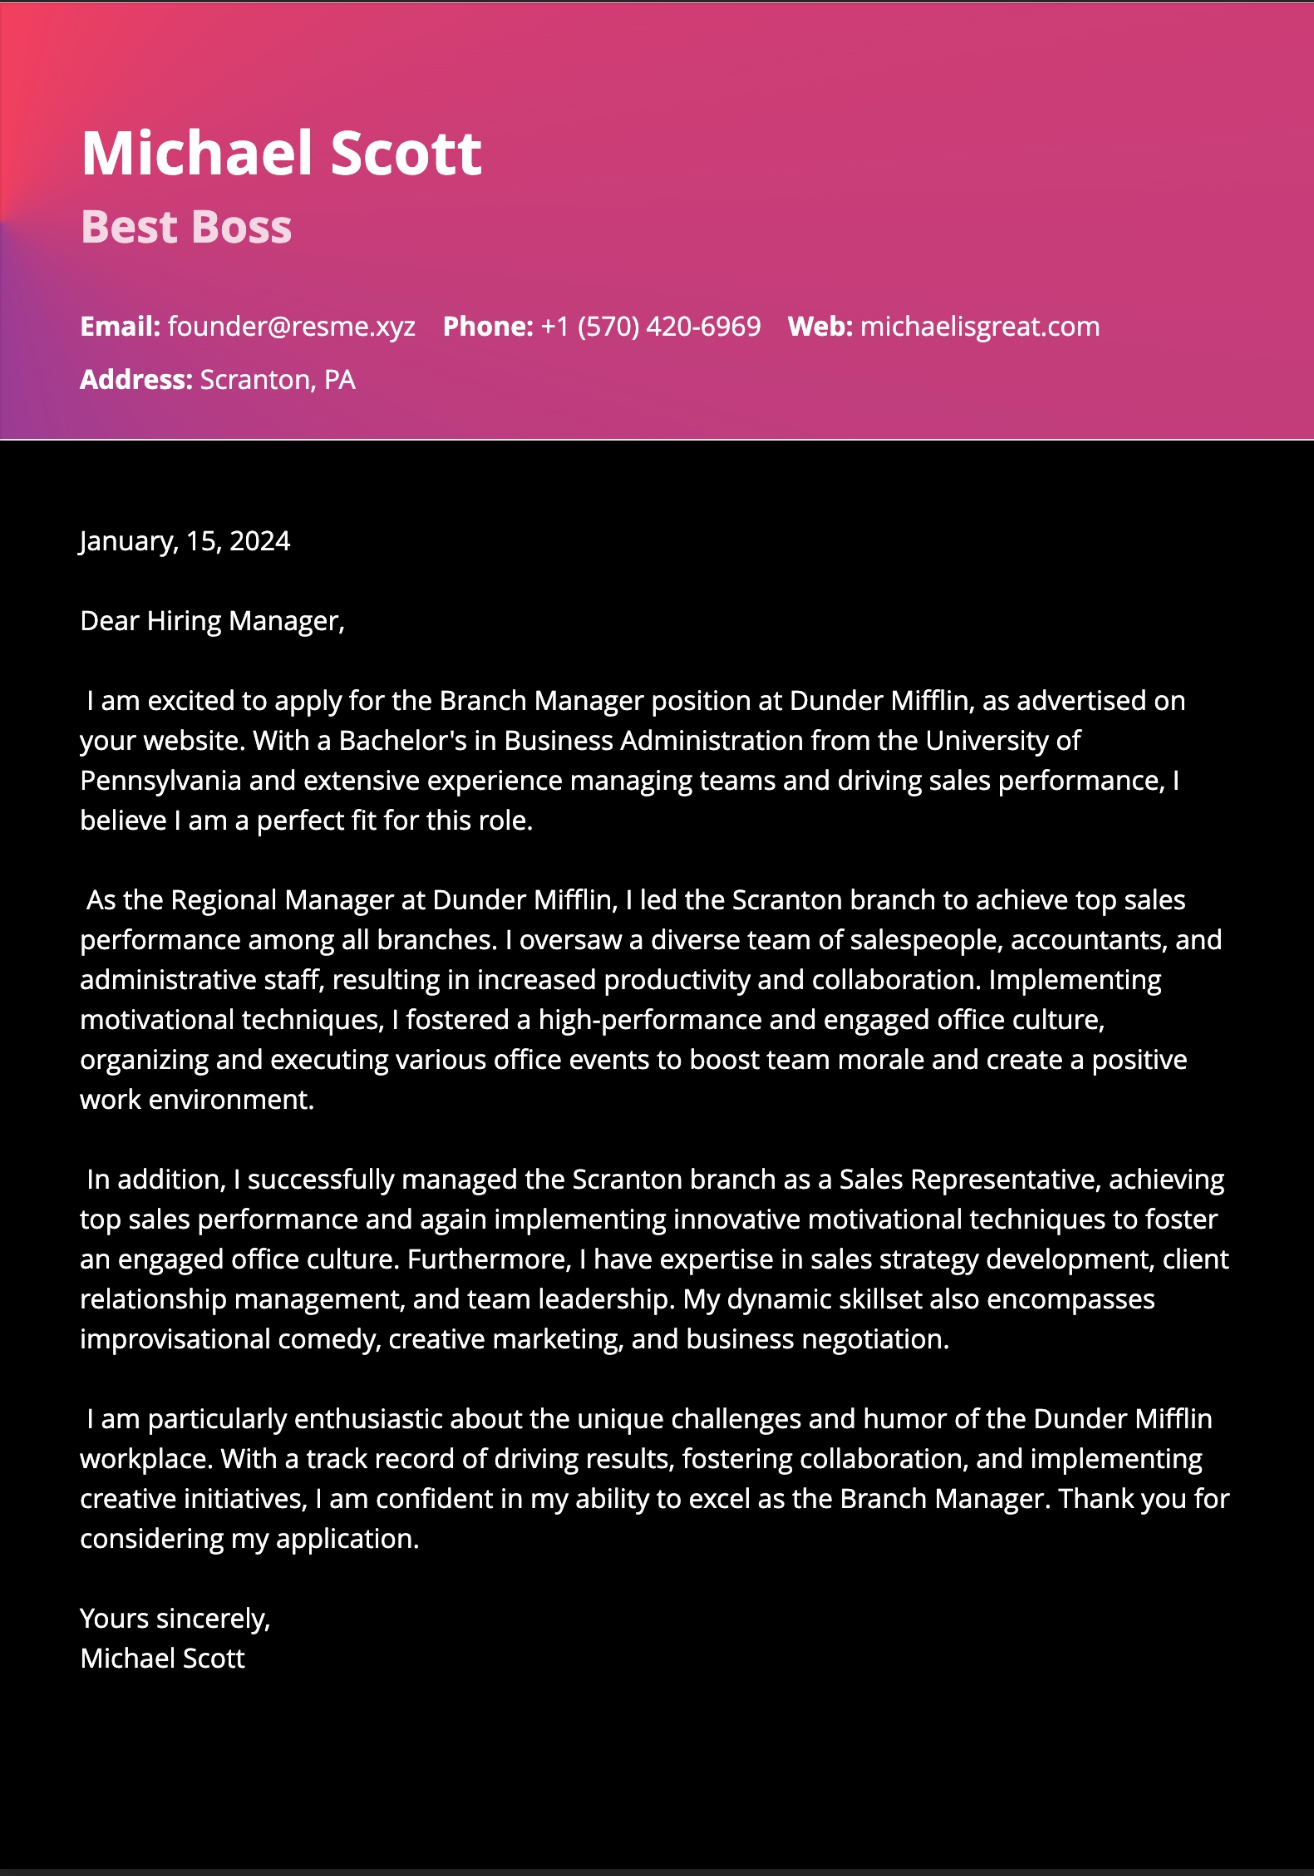 Michael Scott
Best Boss
Email: founder@resme.xyz Phone: +1 (570) 420-6969 Web: michaelisgreat.com
Address: Scranton, PA
January, 15, 2024
Dear Hiring Manager,
I am excited to apply for the Branch Manager position at Dunder Mifflin, as advertised on
your website. With a Bachelor's in Business Administration from the University of
Pennsylvania and extensive experience managing teams and driving sales performance, I
believe I am a perfect fit for this role.
As the Regional Manager at Dunder Mifflin, I led the Scranton branch to achieve top sales
performance among all branches. I oversaw a diverse team of salespeople, accountants, and
administrative staff, resulting in increased productivity and collaboration. Implementing
motivational techniques, I fostered a high-performance and engaged office culture,
organizing and executing various office events to boost team morale and create a positive
work environment.
In addition, I successfully managed the Scranton branch as a Sales Representative, achieving
top sales performance and again implementing innovative motivational techniques to foster
an engaged office culture. Furthermore, I have expertise in sales strategy development, client
relationship management, and team leadership. My dynamic skillset also encompasses
improvisational comedy, creative marketing, and business negotiation.
I am particularly enthusiastic about the unique challenges and humor of the Dunder Mifflin
workplace. With a track record of driving results, fostering collaboration, and implementing
creative initiatives, I am confident in my ability to excel as the Branch Manager. Thank you for
considering my application.
Yours sincerely,
Michael Scott